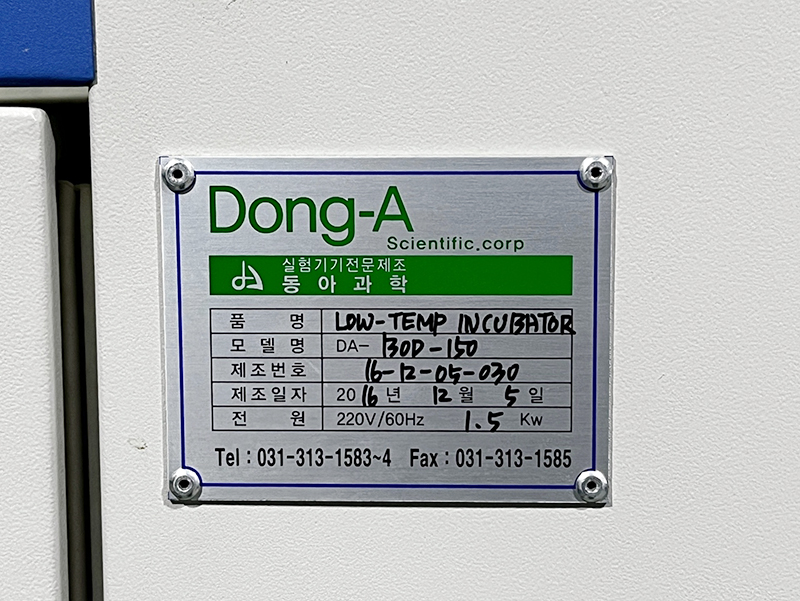 Dong-A
Scientific.corp
실험기기전문제조
동아과학
품 명 LOW-TEMP INCUBATOR
모델명 DA- BOD-150
제조번호 16-12-05-030
제조일자 2016년 12월 5일
전 원 220V/60Hz 1.5 Kw
Tel : 031-313-1583~4 Fax : 031-313-1585